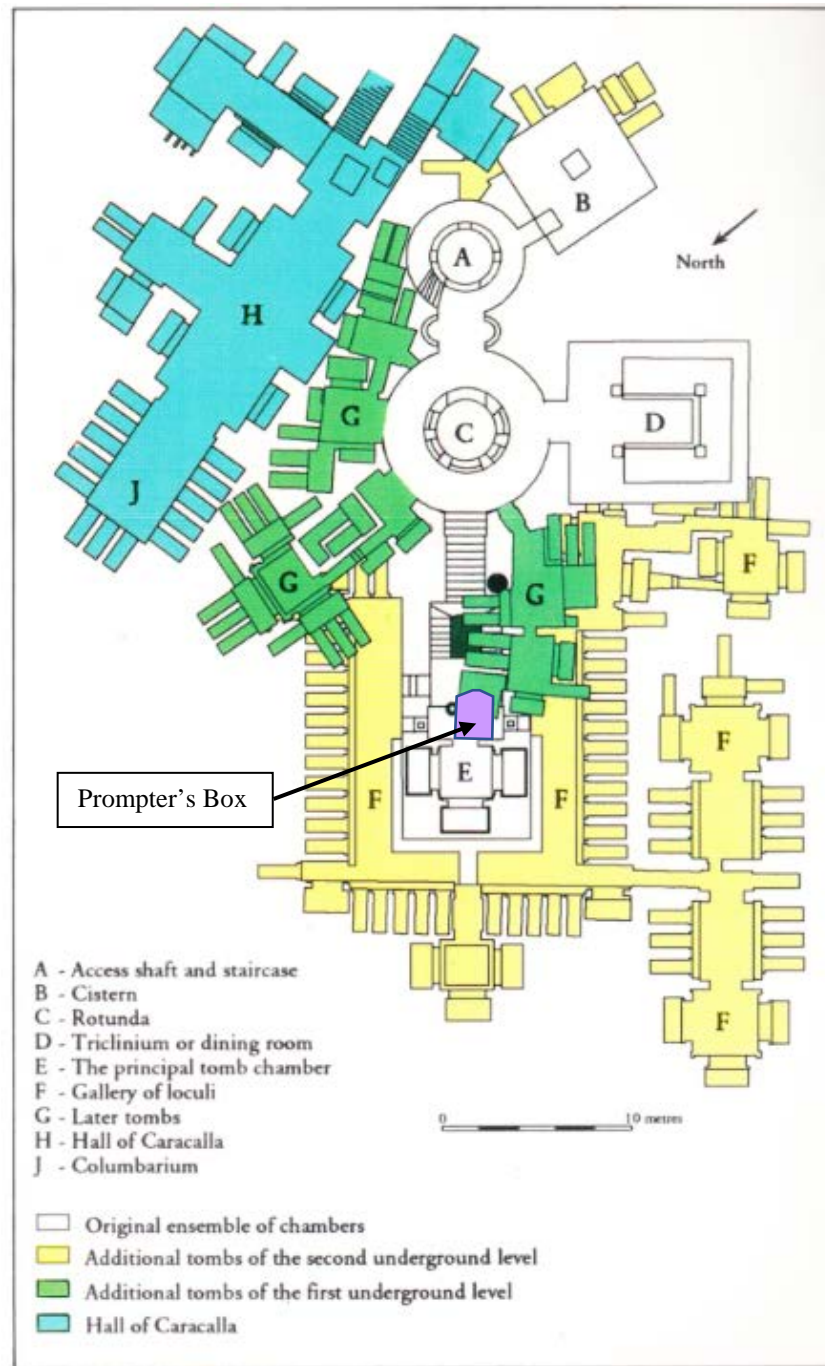 B
A
North
H
D
G
C
J
F
G
G
F
Prompter's Box
E
F
F
F
A - Access shaft and staircase
B - Cistern
C - Rotunda
D - Triclinium or dining room
E - The principal tomb chamber
F - Gallery of loculi
G - Later tombs
H - Hall of Caracalla
J - Columbarium
0 10 metres
Original ensemble of chambers
Additional tombs of the second underground level
Additional tombs of the first underground level
Hall of Caracalla